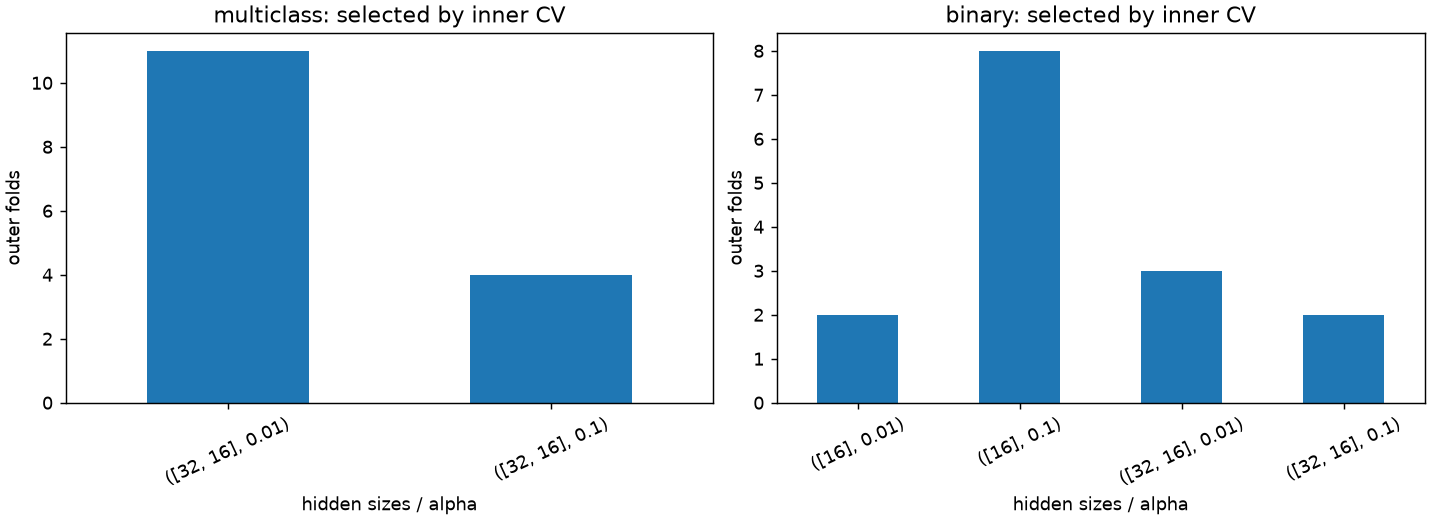 multiclass: selected by inner CV
outer folds
10
8
6
4
2
0
([32, 16], 0.01)
([32, 16], 0.1)
hidden sizes / alpha
binary: selected by inner CV
outer folds
8
7
6
5
4
3
2
1
0
([16], 0.01)
([16], 0.1)
([32, 16], 0.01)
([32, 16], 0.1)
hidden sizes / alpha